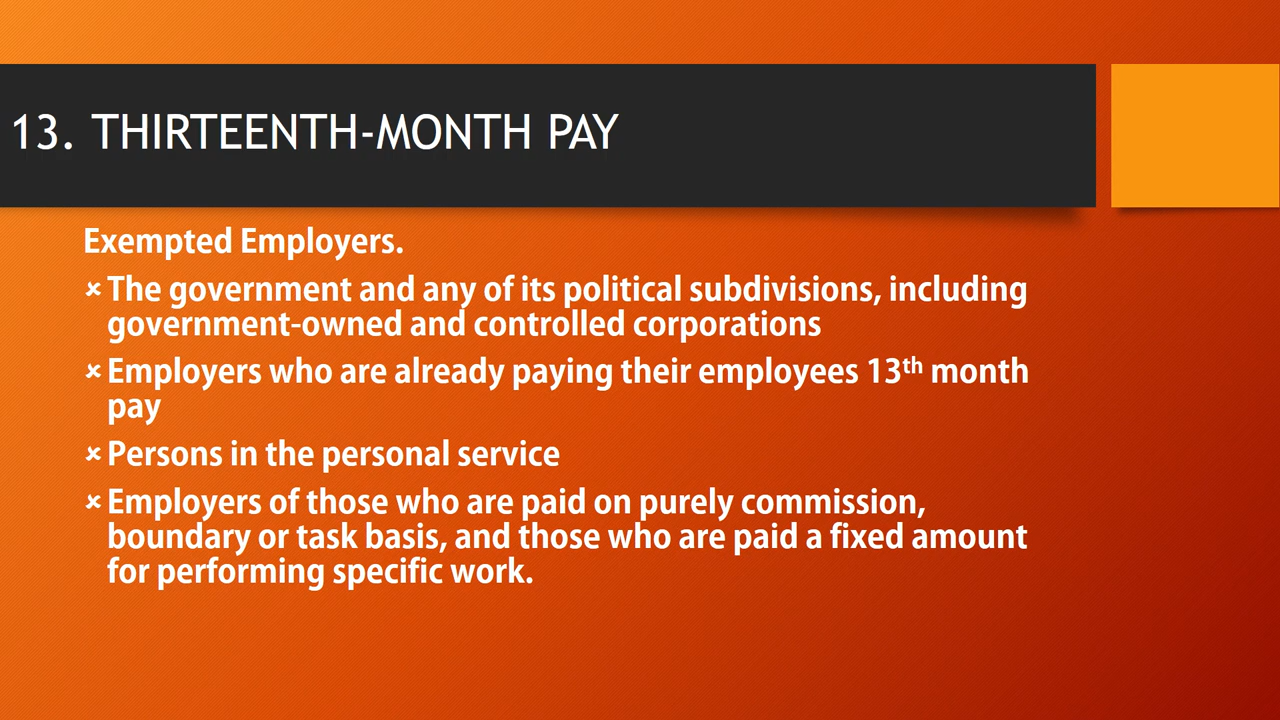 13. THIRTEENTH-MONTH PAY
Exempted Employers.
× The government and any of its political subdivisions, including
government-owned and controlled corporations
× Employers who are already paying their employees 13th month
pay
× Persons in the personal service
× Employers of those who are paid on purely commission,
boundary or task basis, and those who are paid a fixed amount
for performing specific work.